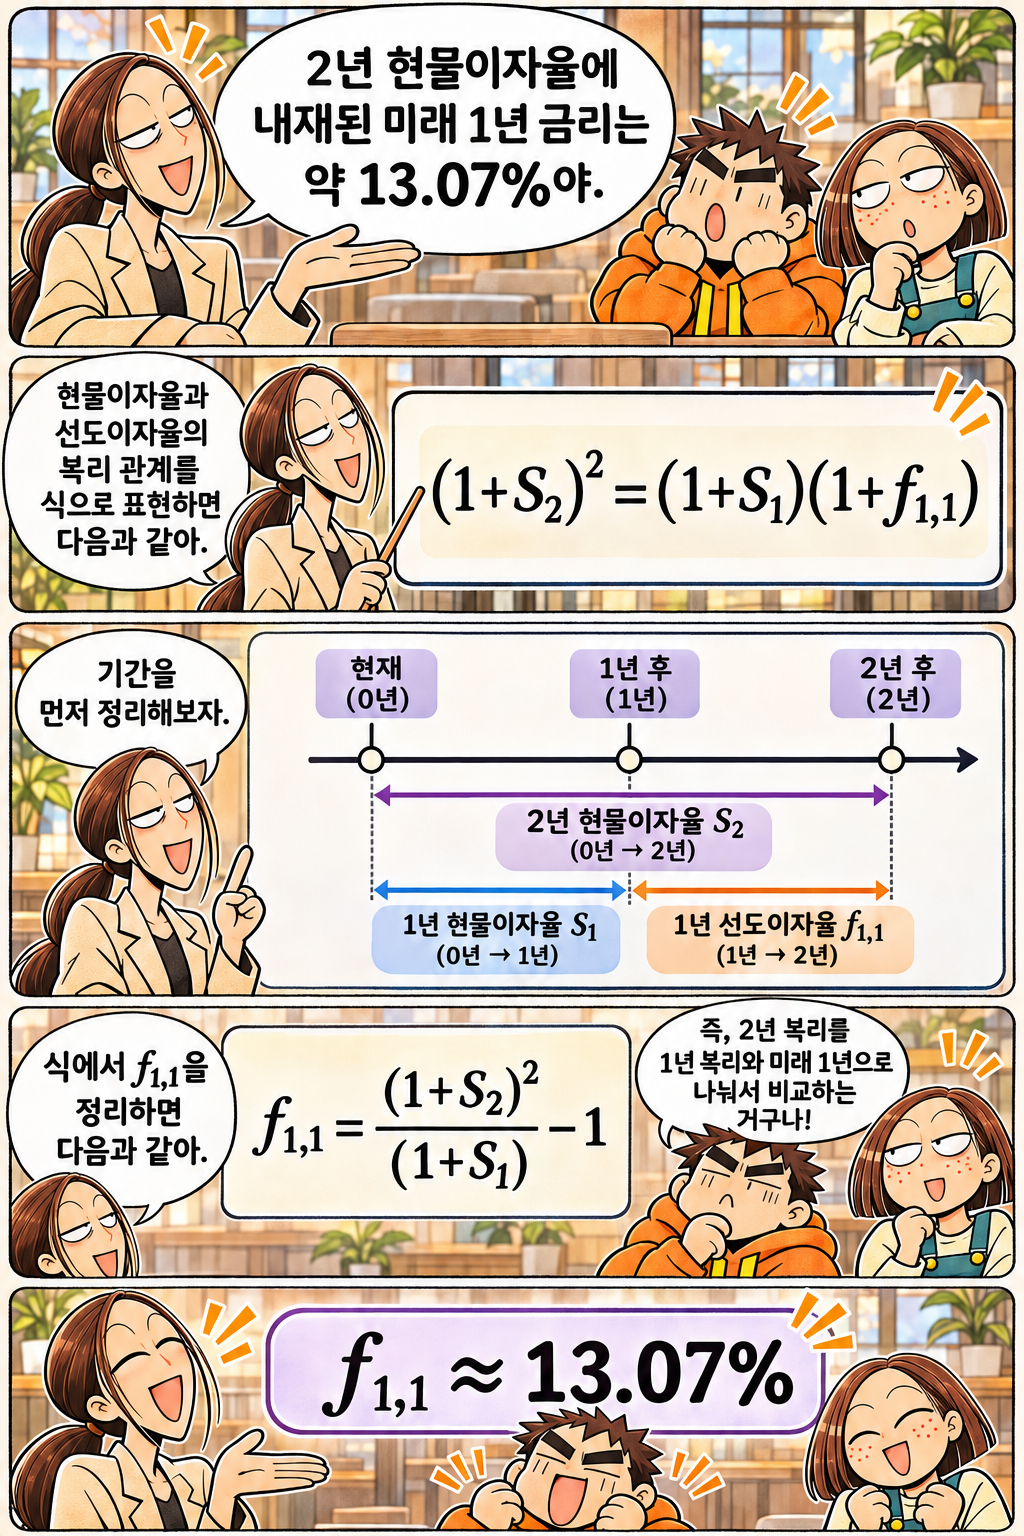 2년 현물이자율에
내재된 미래 1년 금리는
약 13.07%야.
현물이자율과
선도이자율의
복리 관계를
식으로 표현하면
다음과 같아.
(1+S₂)²=(1+S₁)(1+f₁,₁)
기간을
먼저 정리해보자.
현재
(0년)
1년 후
(1년)
2년 후
(2년)
2년 현물이자율 S₂
(0년 → 2년)
1년 현물이자율 S₁
(0년 → 1년)
1년 선도이자율 f₁,₁
(1년 → 2년)
식에서 f₁,₁을
정리하면
다음과 같아.
f₁,₁ = (1+S₂)² / (1+S₁) − 1
즉, 2년 복리를
1년 복리와 미래 1년으로
나눠서 비교하는
거구나!
f₁,₁ ≈ 13.07%